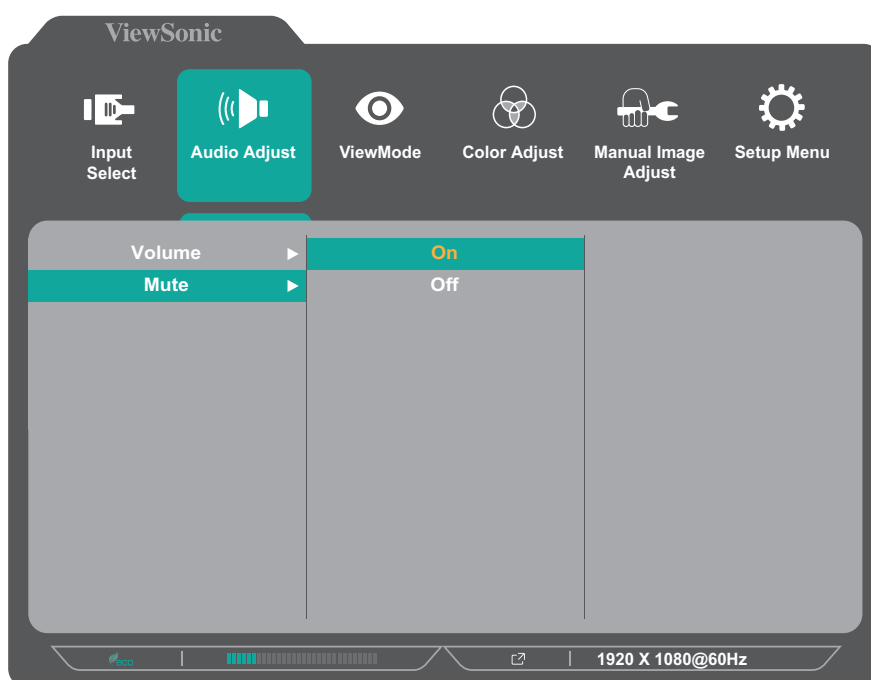 ViewSonic
Input
Select
Audio Adjust
ViewMode
Color Adjust
Manual Image
Adjust
Setup Menu
Volume
On
Mute
Off
eco
1920 X 1080@60Hz